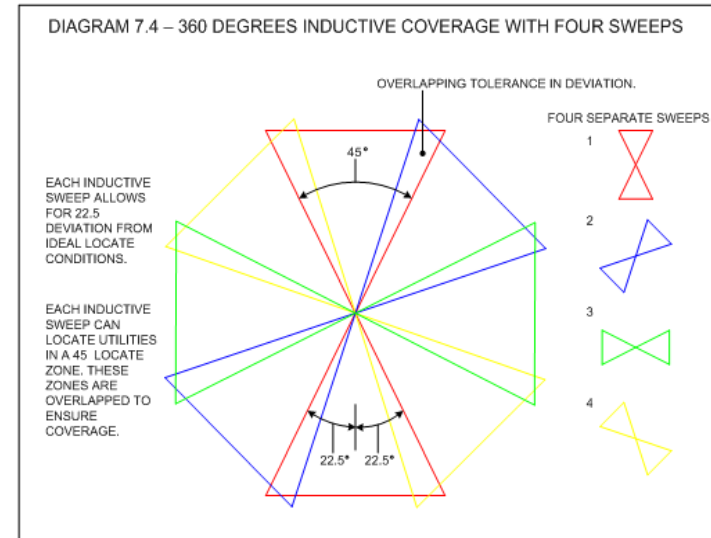 DIAGRAM 7.4 – 360 DEGREES INDUCTIVE COVERAGE WITH FOUR SWEEPS
OVERLAPPING TOLERANCE IN DEVIATION.
FOUR SEPARATE SWEEPS
1
45°
EACH INDUCTIVE
SWEEP ALLOWS
FOR 22.5
DEVIATION FROM
IDEAL LOCATE
CONDITIONS.
2
EACH INDUCTIVE
SWEEP CAN
LOCATE UTILITIES
IN A 45 LOCATE
ZONE. THESE
ZONES ARE
OVERLAPPED TO
ENSURE
COVERAGE.
3
4
22.5° 22.5°